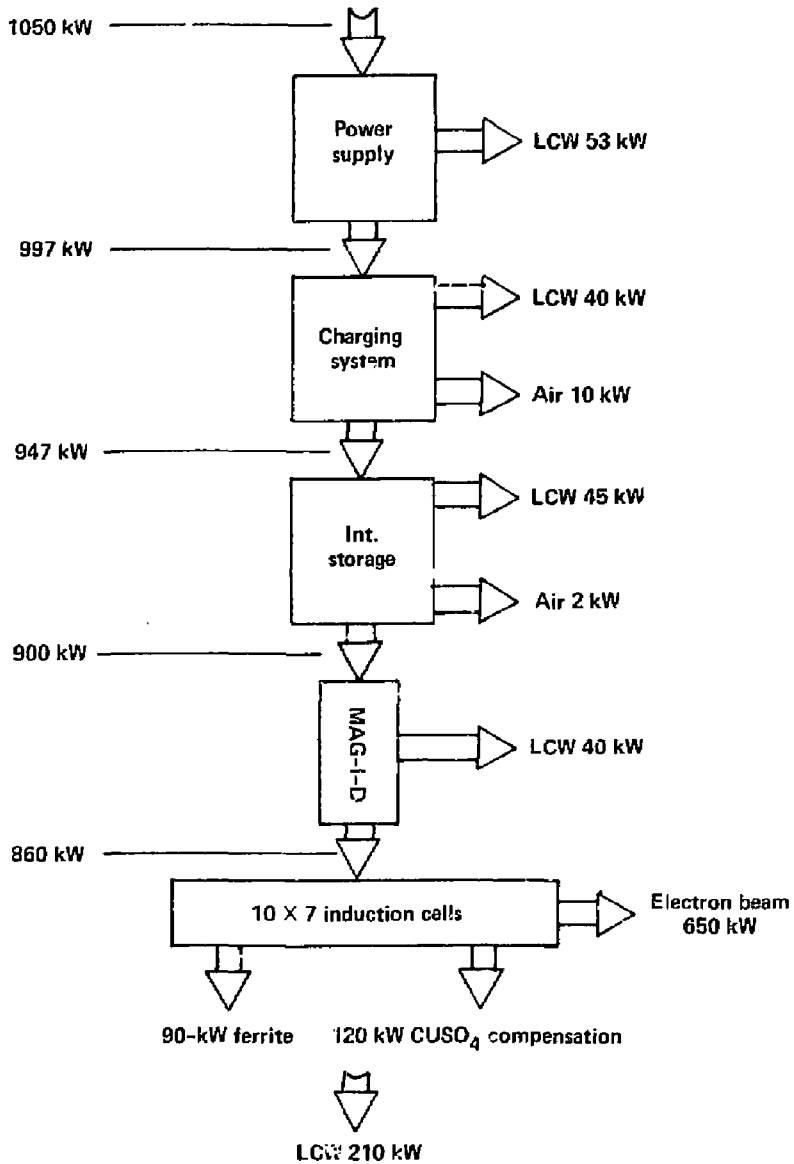 1050 kW
Power
supply
LCW 53 kW
997 kW
LCW 40 kW
Charging
system
Air 10 kW
947 kW
LCW 45 kW
Int.
storage
Air 2 kW
900 kW
MAG-I-D
LCW 40 kW
860 kW
10 X 7 induction cells
Electron beam
650 kW
90-kW ferrite
120 kW CUSO₄ compensation
LCW 210 kW